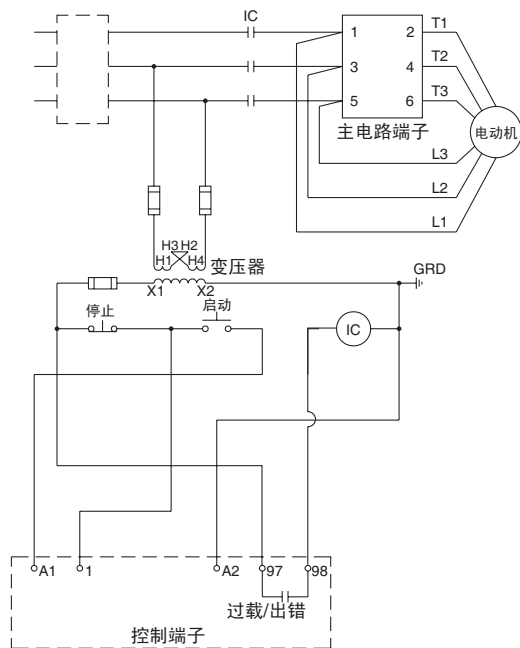 IC
1 2 T1
3 4 T2
5 6 T3
主电路端子
电动机
L3
L2
L1
H3 H2
H1 H4
变压器
X1 X2
GRD
停止
启动
IC
A1 1 A2 97 98
过载/出错
控制端子